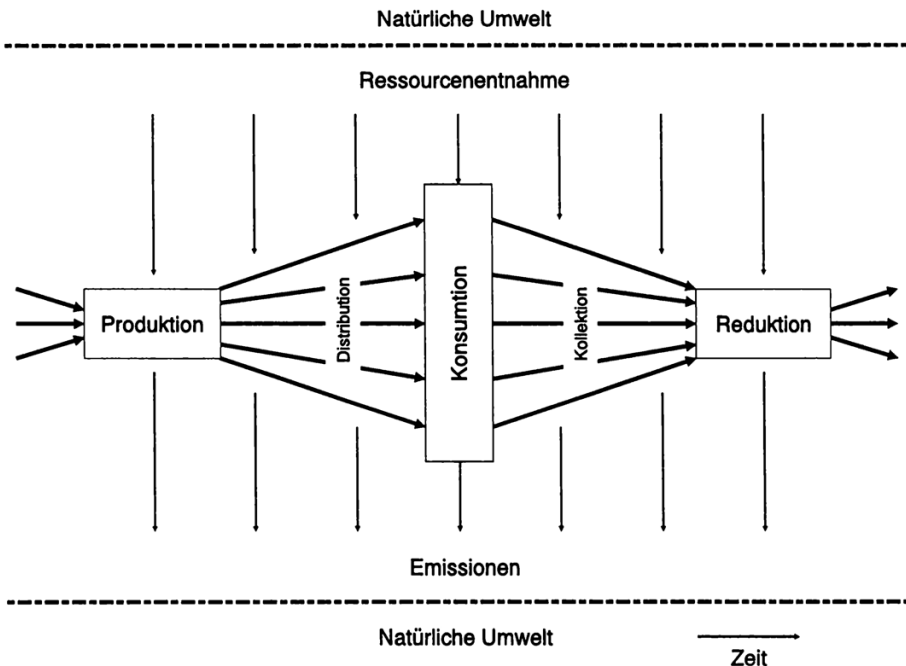 Natürliche Umwelt
Ressourcenentnahme
Produktion
Distribution
Konsumtion
Kollektion
Reduktion
Emissionen
Natürliche Umwelt
Zeit